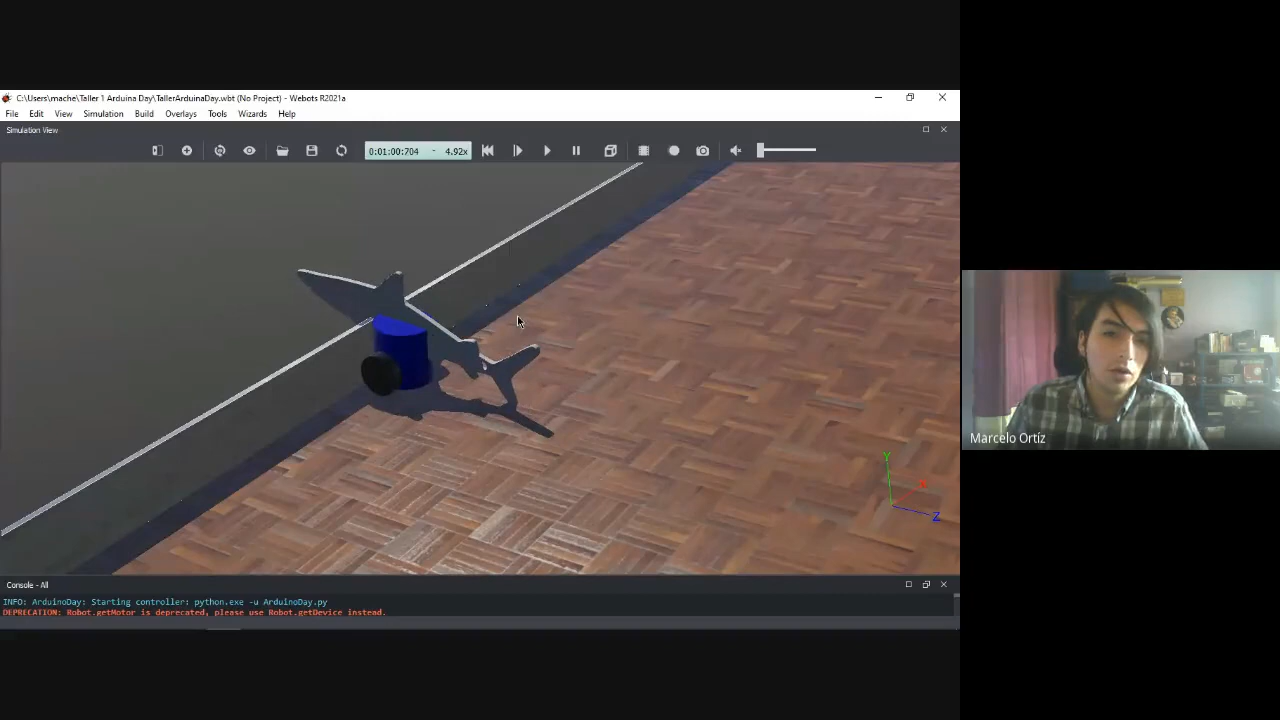 C:\Users\mache\Taller 1 Arduina Day\TallerArduinaDay.wbt (No Project) - Webots R2021a
File Edit View Simulation Build Overlays Tools Wizards Help
Simulation View
0:01:00:704 - 4.92x
Marcelo Ortíz
Y
X
Z
Console - All
INFO: ArduinoDay: Starting controller: python.exe -u ArduinoDay.py
DEPRECATION: Robot.getMotor is deprecated, please use Robot.getDevice instead.